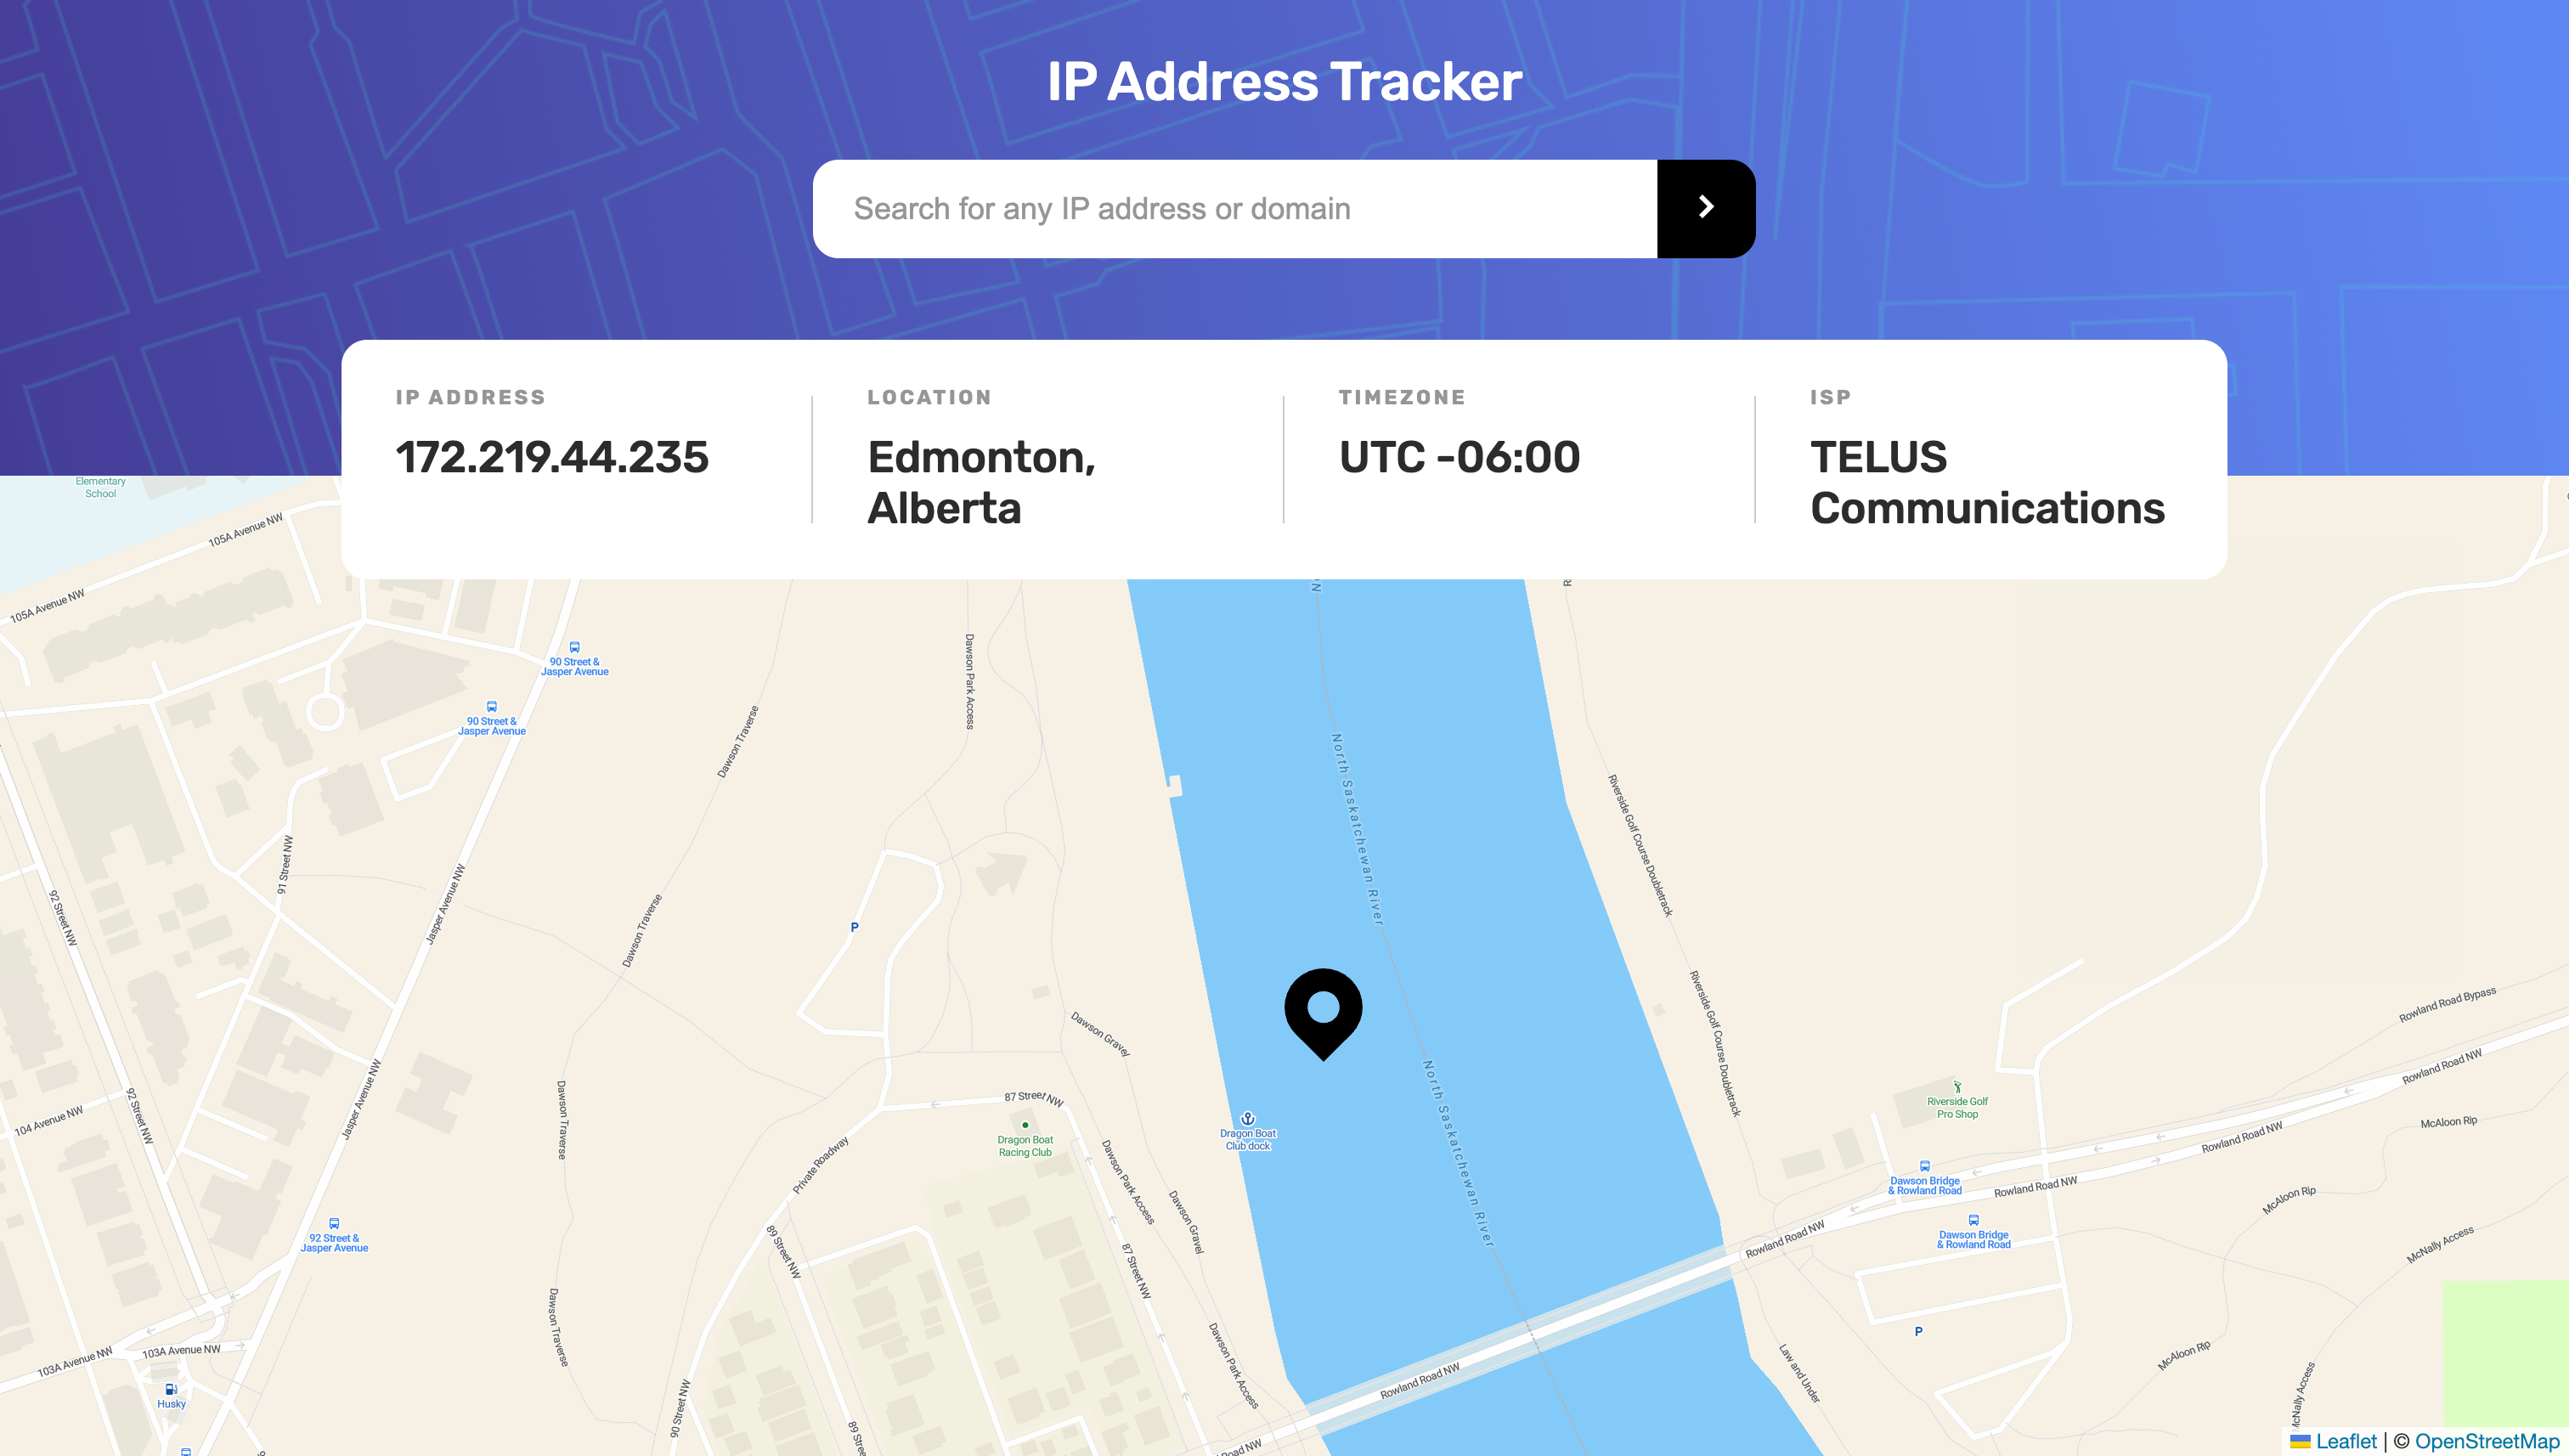 IP Address Tracker
Search for any IP address or domain
IP ADDRESS
172.219.44.235
LOCATION
Edmonton,
Alberta
TIMEZONE
UTC -06:00
ISP
TELUS
Communications
Elementary
School
105A Avenue NW
105A Avenue NW
90 Street &
Jasper Avenue
90 Street &
Jasper Avenue
Dawson Park Access
Dawson Traverse
North Saskatchewan River
Riverside Golf Course Doubletrack
91 Street NW
92 Street NW
Jasper Avenue NW
Dawson Traverse
P
Riverside Golf Course Doubletrack
Rowland Road Bypass
Dawson Gravel
Rowland Road NW
Jasper Avenue NW
92 Street NW
104 Avenue NW
Dawson Traverse
87 Street NW
Dragon Boat
Racing Club
Dragon Boat
Club dock
North Saskatchewan River
Riverside Golf
Pro Shop
McAloon Rip
Rowland Road NW
Private Roadway
Dawson Park Access
Dawson Gravel
Dawson Bridge
& Rowland Road
Rowland Road NW
McAloon Rip
92 Street &
Jasper Avenue
89 Street NW
87 Street NW
Rowland Road NW
Dawson Bridge
& Rowland Road
McNally Access
Dawson Traverse
Dawson Park Access
P
McAloon Rip
103A Avenue NW
103A Avenue NW
Husky
90 Street NW
Rowland Road NW
Law and Under
McNally Access
Leaflet | © OpenStreetMap